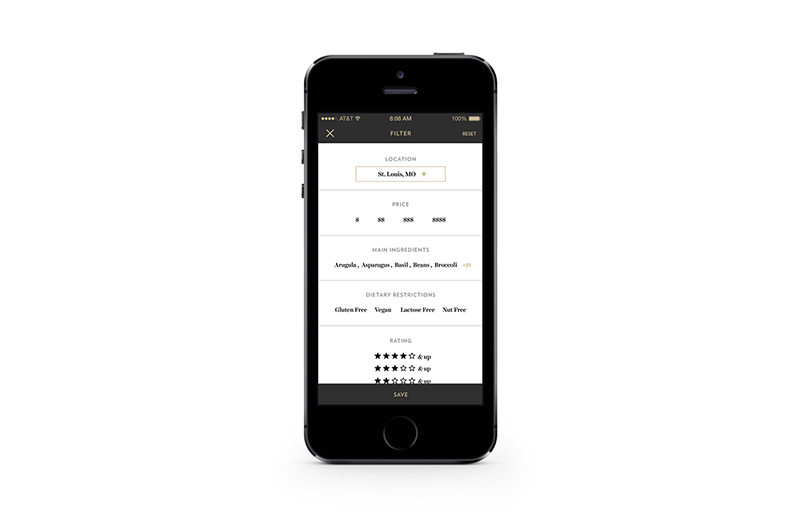 AT&T 8:08 AM 100%
FILTER RESET
LOCATION
St. Louis, MO
PRICE
$ $$ $$$ $$$$
MAIN INGREDIENTS
Arugula, Asparagus, Basil, Beans, Broccoli
DIETARY RESTRICTIONS
Gluten Free Vegan Lactose Free Nut Free
RATING
& up
& up
& up
SAVE